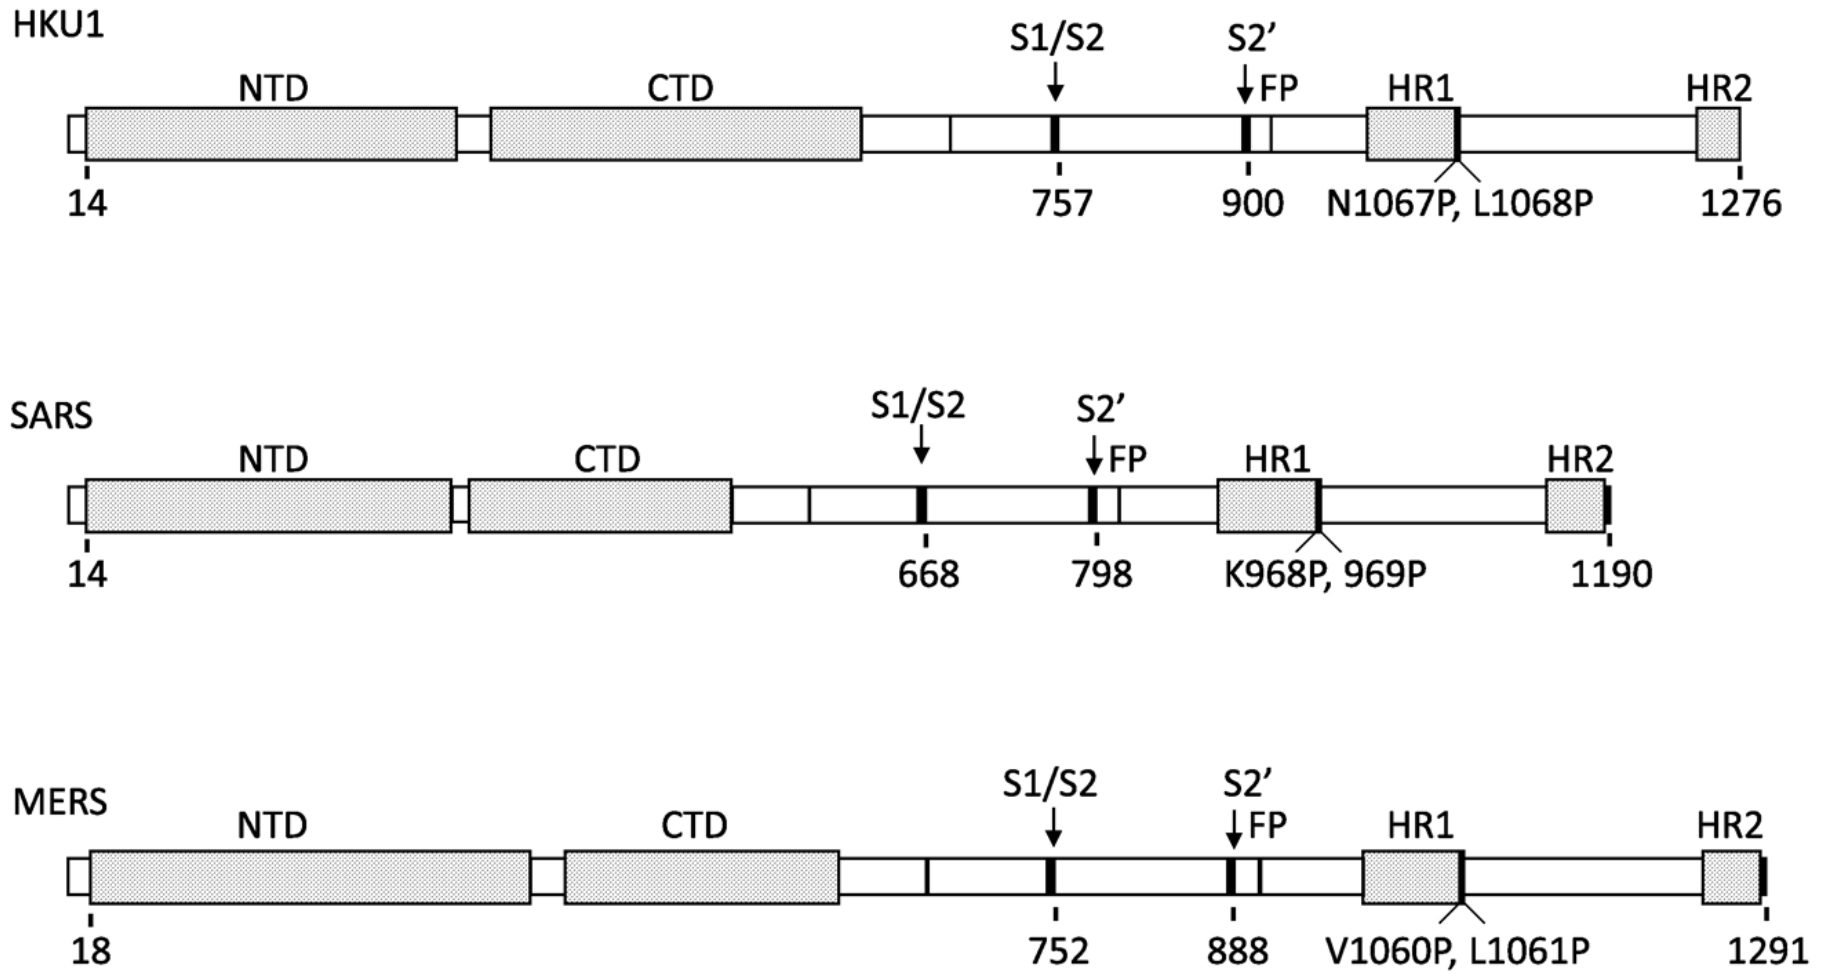 HKU1
S1/S2 S2’
NTD CTD FP HR1 HR2
14 757 900 N1067P, L1068P 1276
SARS
S1/S2 S2’
NTD CTD FP HR1 HR2
14 668 798 K968P, 969P 1190
MERS
S1/S2 S2’
NTD CTD FP HR1 HR2
18 752 888 V1060P, L1061P 1291